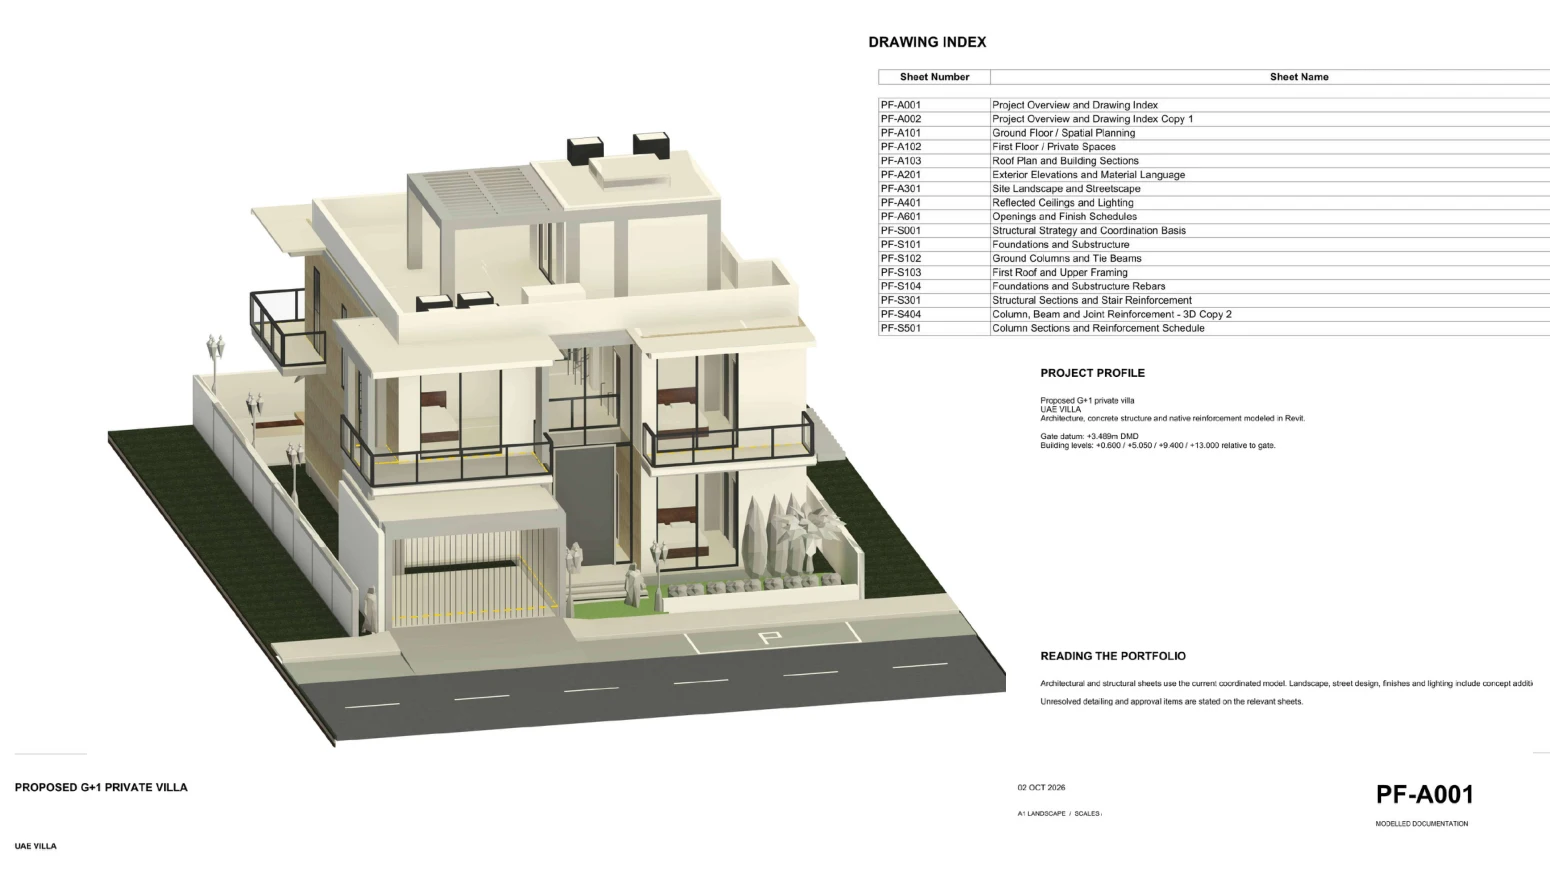 DRAWING INDEX
Sheet Number Sheet Name
PF-A001 Project Overview and Drawing Index
PF-A002 Project Overview and Drawing Index Copy 1
PF-A101 Ground Floor / Spatial Planning
PF-A102 First Floor / Private Spaces
PF-A103 Roof Plan and Building Sections
PF-A201 Exterior Elevations and Material Language
PF-A301 Site Landscape and Streetscape
PF-A401 Reflected Ceilings and Lighting
PF-A601 Openings and Finish Schedules
PF-S001 Structural Strategy and Coordination Basis
PF-S101 Foundations and Substructure
PF-S102 Ground Columns and Tie Beams
PF-S103 First Roof and Upper Framing
PF-S104 Foundations and Substructure Rebars
PF-S301 Structural Sections and Stair Reinforcement
PF-S404 Column, Beam and Joint Reinforcement - 3D Copy 2
PF-S501 Column Sections and Reinforcement Schedule
PROJECT PROFILE
Proposed G+1 private villa
UAE VILLA
Architecture, concrete structure and native reinforcement modeled in Revit.
Gate datum: +3.489m DMD
Building levels: +0.600 / +5.050 / +9.400 / +13.000 relative to gate.
P
READING THE PORTFOLIO
Architectural and structural sheets use the current coordinated model. Landscape, street design, finishes and lighting include concept additi
Unresolved detailing and approval items are stated on the relevant sheets.
PROPOSED G+1 PRIVATE VILLA
UAE VILLA
02 OCT 2026
A1 LANDSCAPE / SCALES:
PF-A001
MODELLED DOCUMENTATION